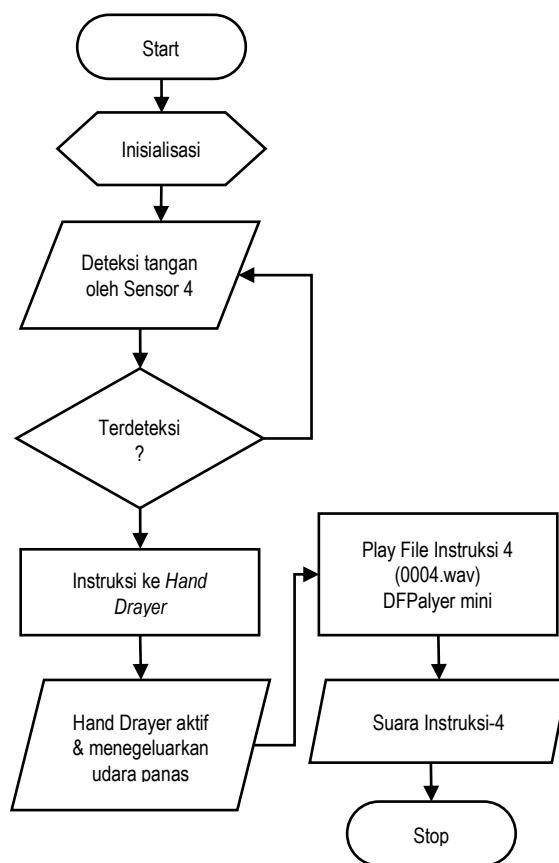 Start
Inisialisasi
Deteksi tangan
oleh Sensor 4
Terdeteksi
?
Instruksi ke Hand
Drayer
Hand Drayer aktif
& menegeluarkan
udara panas
Play File Instruksi 4
(0004.wav)
DFPalyer mini
Suara Instruksi-4
Stop